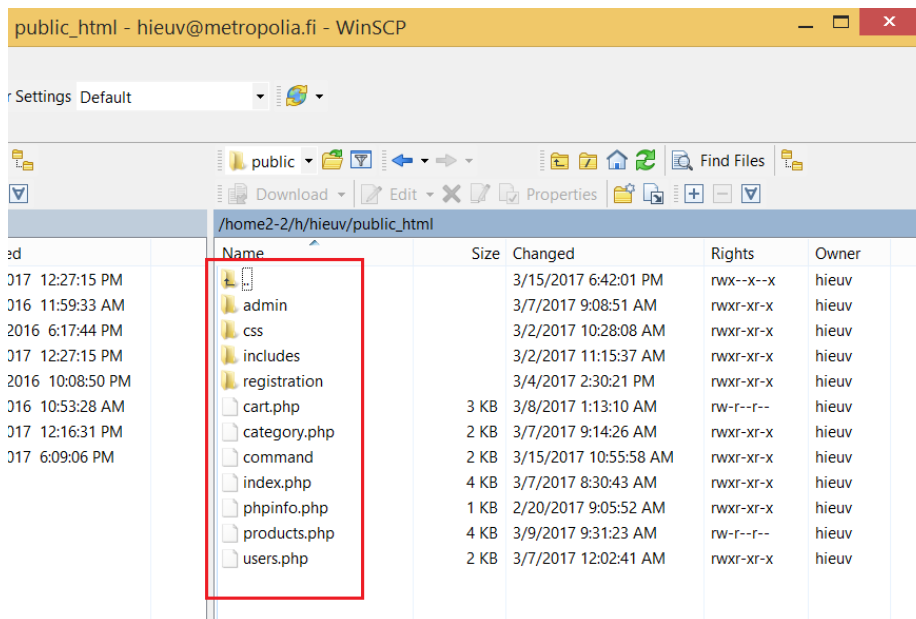 public_html - hieuv@metropolia.fi - WinSCP
r Settings Default
public Find Files
Download Edit Properties
/home2-2/h/hieuv/public_html
ed Name Size Changed Rights Owner
017 12:27:15 PM .. 3/15/2017 6:42:01 PM rwx--x--x hieuv
016 11:59:33 AM admin 3/7/2017 9:08:51 AM rwxr-xr-x hieuv
2016 6:17:44 PM css 3/2/2017 10:28:08 AM rwxr-xr-x hieuv
017 12:27:15 PM includes 3/2/2017 11:15:37 AM rwxr-xr-x hieuv
2016 10:08:50 PM registration 3/4/2017 2:30:21 PM rwxr-xr-x hieuv
016 10:53:28 AM cart.php 3 KB 3/8/2017 1:13:10 AM rw-r--r-- hieuv
017 12:16:31 PM category.php 2 KB 3/7/2017 9:14:26 AM rwxr-xr-x hieuv
017 6:09:06 PM command 2 KB 3/15/2017 10:55:58 AM rwxr-xr-x hieuv
index.php 4 KB 3/7/2017 8:30:43 AM rwxr-xr-x hieuv
phpinfo.php 1 KB 2/20/2017 9:05:52 AM rwxr-xr-x hieuv
products.php 4 KB 3/9/2017 9:31:23 AM rw-r--r-- hieuv
users.php 2 KB 3/7/2017 12:02:41 AM rwxr-xr-x hieuv